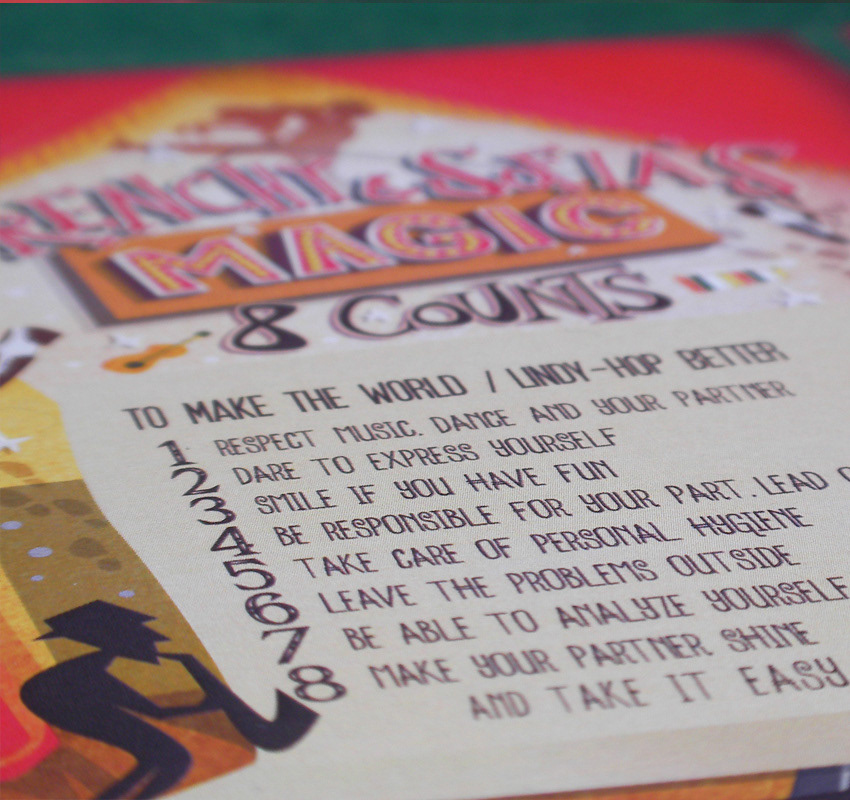 MAGIC
8 COUNTS
TO MAKE THE WORLD / LINDY-HOP BETTER
1 RESPECT MUSIC, DANCE AND YOUR PARTNER
2 DARE TO EXPRESS YOURSELF
3 SMILE IF YOU HAVE FUN
4 BE RESPONSIBLE FOR YOUR PART. LEAD
5 TAKE CARE OF PERSONAL HYGIENE
6 LEAVE THE PROBLEMS OUTSIDE
7 BE ABLE TO ANALYZE YOURSELF
8 MAKE YOUR PARTNER SHINE
AND TAKE IT EASY